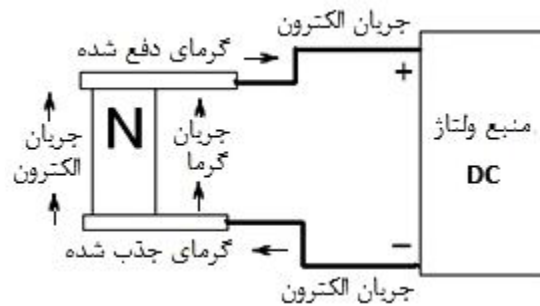 جریان الکترون
گرمای دفع شده
+
N
جریان
الکترون
جریان
گرما
منبع ولتاژ
DC
گرمای جذب شده
–
جریان الکترون